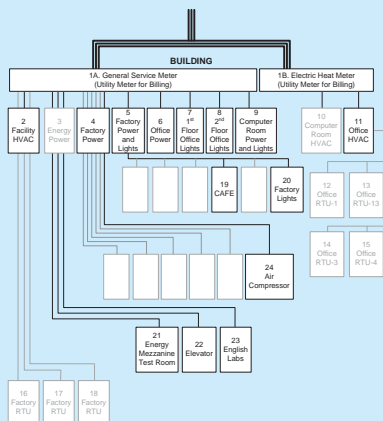 BUILDING
1A. General Service Meter
(Utility Meter for Billing)
1B. Electric Heat Meter
(Utility Meter for Billing)
2
Facility
HVAC
3
Energy
Power
4
Factory
Power
5
Factory
Power
and
Lights
6
Office
Power
7
1st
Floor
Office
Lights
8
2nd
Floor
Office
Lights
9
Computer
Room
Power
and Lights
10
Computer
Room
HVAC
11
Office
HVAC
12
Office
RTU-1
13
Office
RTU-13
14
Office
RTU-3
15
Office
RTU-4
19
CAFE
20
Factory
Lights
24
Air
Compressor
21
Energy
Mezzanine
Test Room
22
Elevator
23
English
Labs
16
Factory
RTU
17
Factory
RTU
18
Factory
RTU